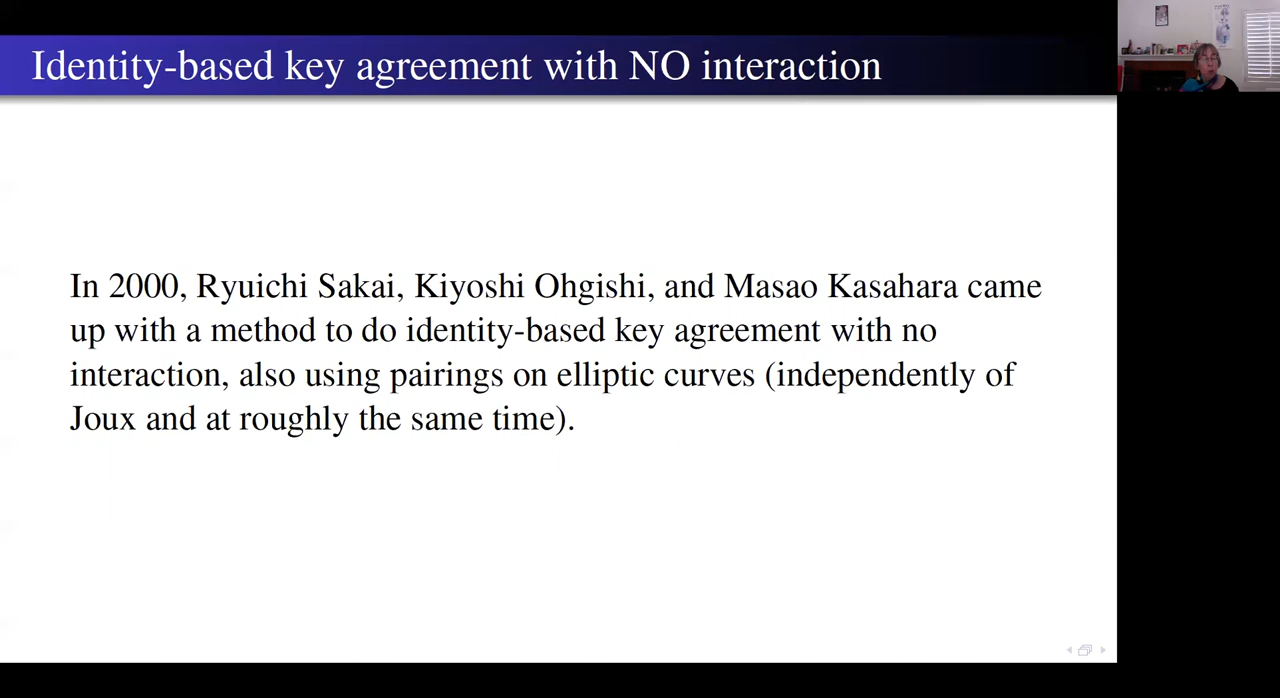 Identity-based key agreement with NO interaction
In 2000, Ryuichi Sakai, Kiyoshi Ohgishi, and Masao Kasahara came
up with a method to do identity-based key agreement with no
interaction, also using pairings on elliptic curves (independently of
Joux and at roughly the same time).